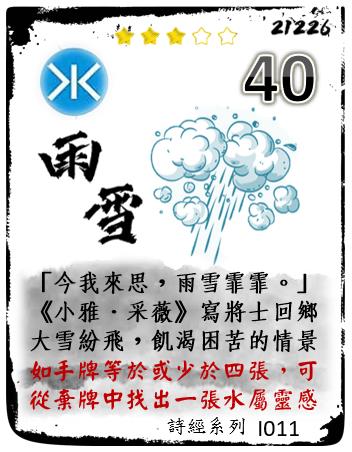 21226
40
雨
雪
「今我來思，雨雪霏霏。」
《小雅．采薇》寫將士回鄉
大雪紛飛，飢渴困苦的情景
如手牌等於或少於四張，可
從棄牌中找出一張水屬靈感
詩經系列 I011